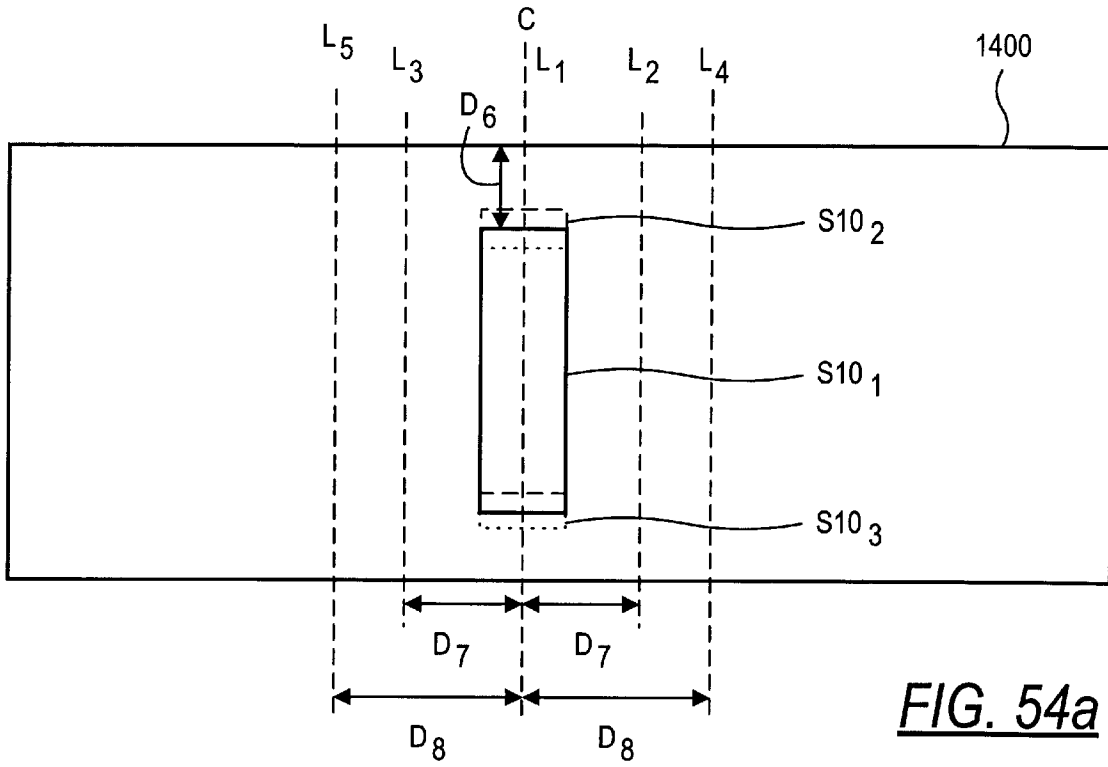 C
L5 L3 L1 L2 L4 1400
D6
S10 2
S10 1
S10 3
D7 D7
D8 D8
FIG. 54a